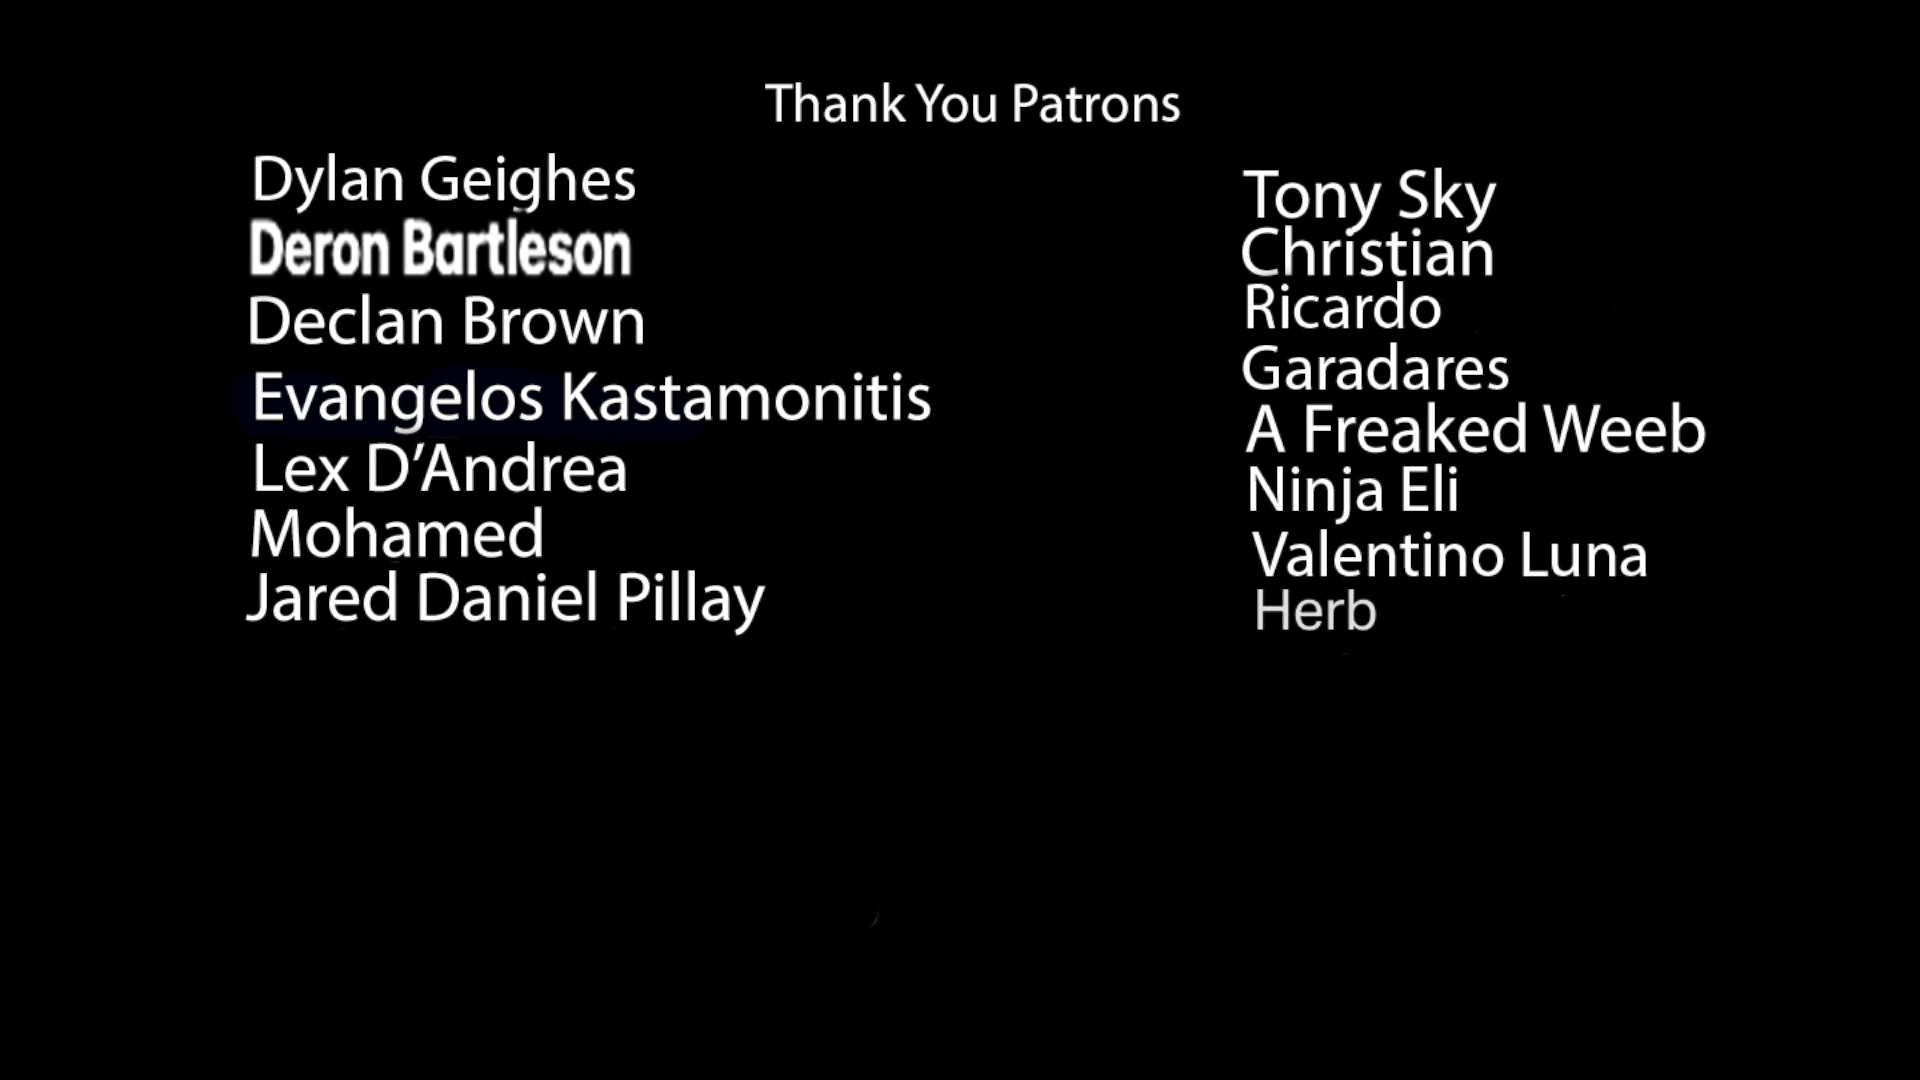 Thank You Patrons
Dylan Geighes
Deron Bartleson
Declan Brown
Evangelos Kastamonitis
Lex D’Andrea
Mohamed
Jared Daniel Pillay
Tony Sky
Christian
Ricardo
Garadares
A Freaked Weeb
Ninja Eli
Valentino Luna
Herb